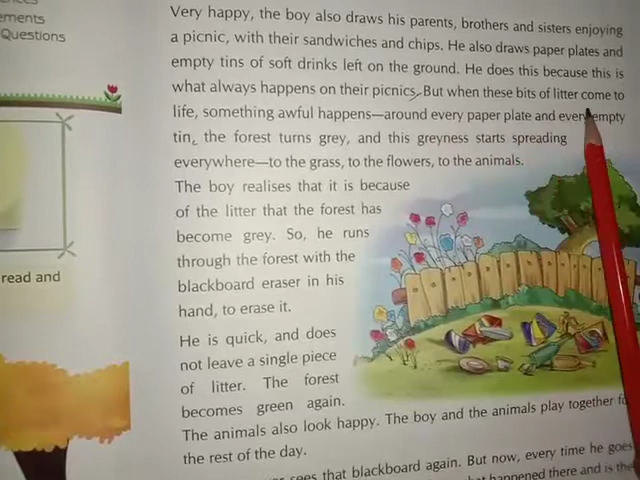 ements
Questions
read and
Very happy, the boy also draws his parents, brothers and sisters enjoying
a picnic, with their sandwiches and chips. He also draws paper plates and
empty tins of soft drinks left on the ground. He does this because this is
what always happens on their picnics. But when these bits of litter come to
life, something awful happens—around every paper plate and every empty
tin, the forest turns grey, and this greyness starts spreading
everywhere—to the grass, to the flowers, to the animals.
The boy realises that it is because
of the litter that the forest has
become grey. So, he runs
through the forest with the
blackboard eraser in his
hand, to erase it.
He is quick, and does
not leave a single piece
of litter. The forest
becomes green again.
The animals also look happy. The boy and the animals play together fo
the rest of the day.
sees that blackboard again. But now, every time he goes
happened there and is the